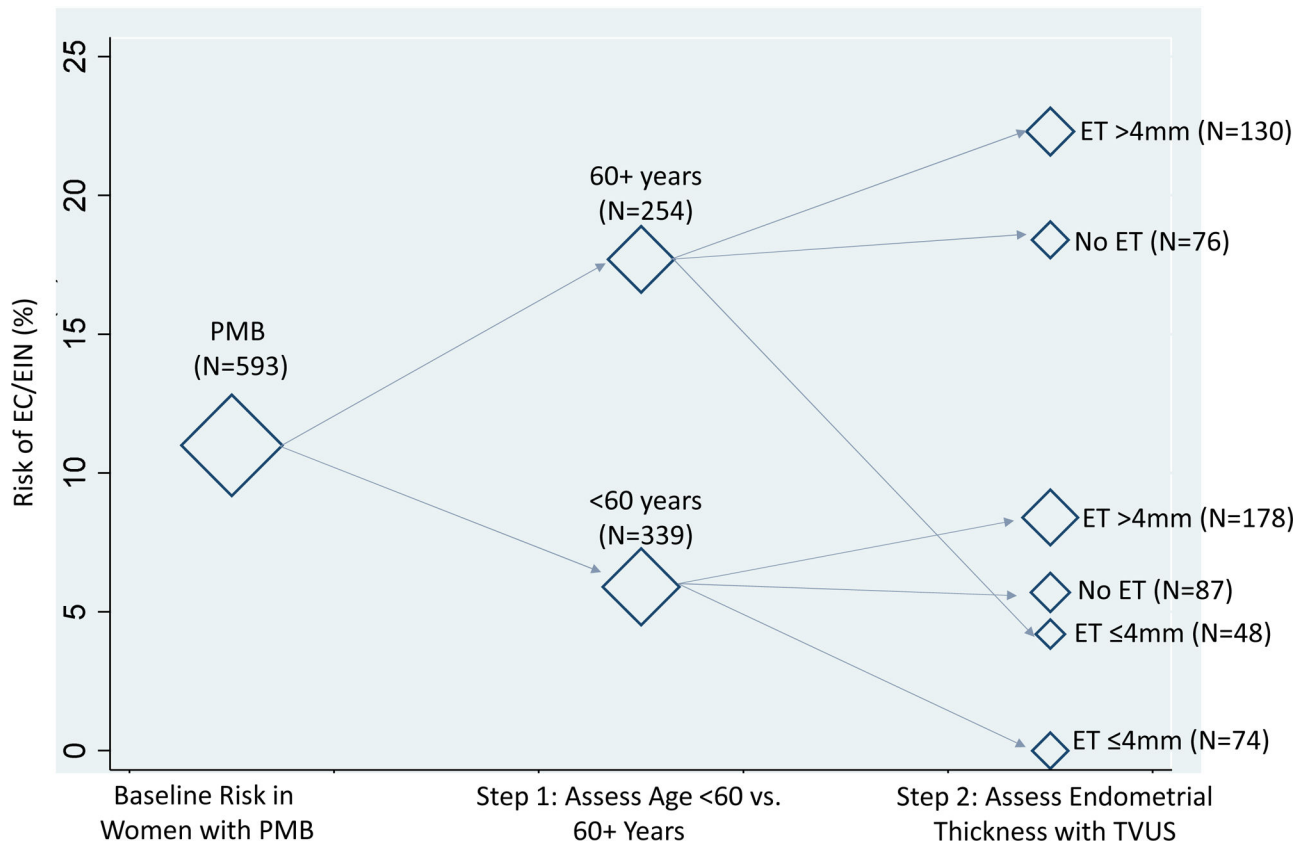 Risk of EC/EIN (%)
25
20
15
10
5
0
PMB
(N=593)
60+ years
(N=254)
<60 years
(N=339)
ET >4mm (N=130)
No ET (N=76)
ET >4mm (N=178)
No ET (N=87)
ET ≤4mm (N=48)
ET ≤4mm (N=74)
Baseline Risk in
Women with PMB
Step 1: Assess Age <60 vs.
60+ Years
Step 2: Assess Endometrial
Thickness with TVUS